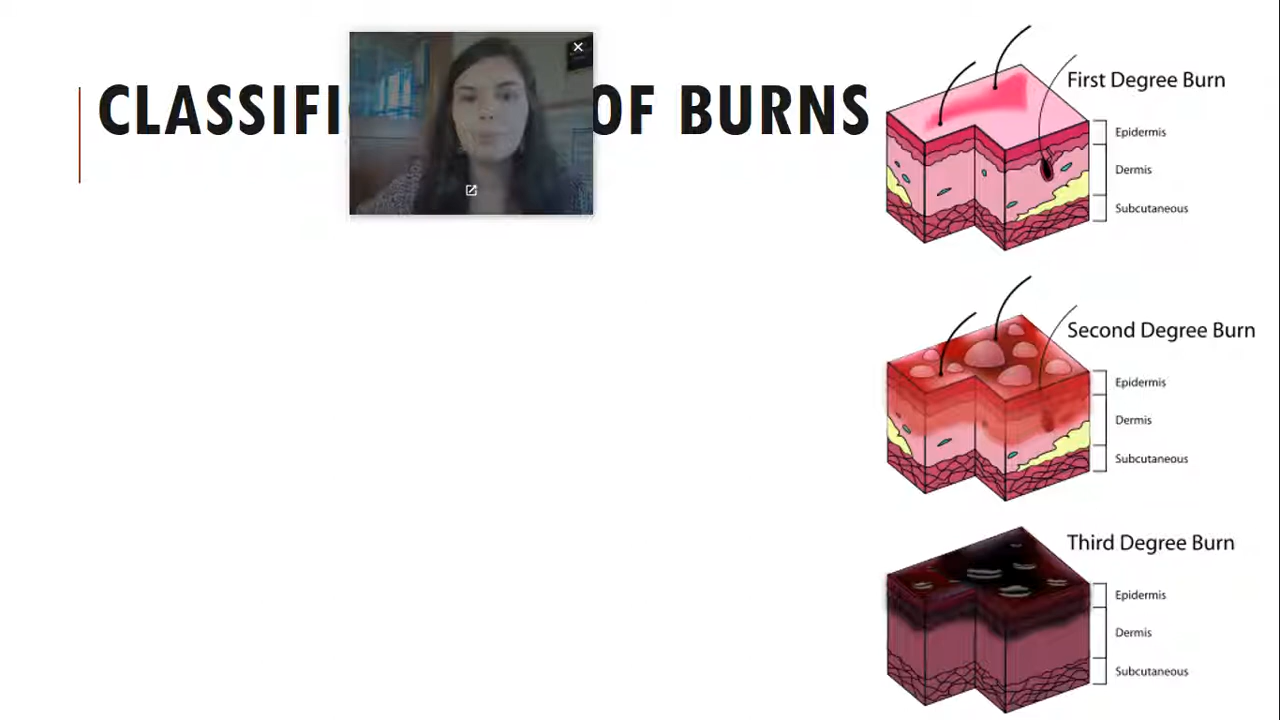 CLASSIFI OF BURNS
First Degree Burn
Epidermis
Dermis
Subcutaneous
Second Degree Burn
Epidermis
Dermis
Subcutaneous
Third Degree Burn
Epidermis
Dermis
Subcutaneous